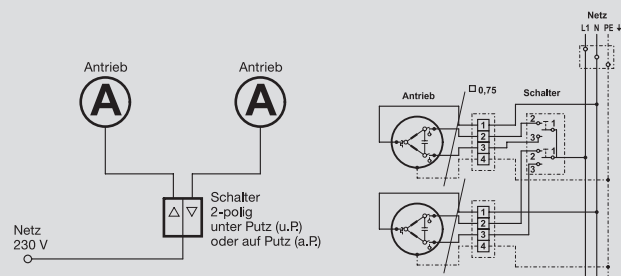 Antrieb
A
Antrieb
A
Schalter
2-polig
unter Putz (u.P.)
oder auf Putz (a.P.)
Netz
230 V
Netz
L1 N PE
Antrieb
0,75
Schalter
1
2
3
4
2
1
3
2
1
3
1
2
3
4